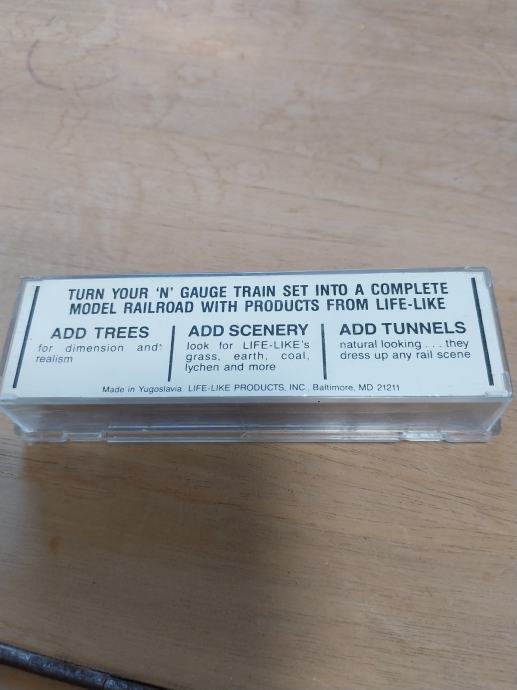 TURN YOUR 'N' GAUGE TRAIN SET INTO A COMPLETE
MODEL RAILROAD WITH PRODUCTS FROM LIFE-LIKE
ADD TREES
for dimension and
realism
ADD SCENERY
look for LIFE-LIKE's
grass, earth, coal,
lychen and more
ADD TUNNELS
natural looking . . . they
dress up any rail scene
Made in Yugoslavia. LIFE-LIKE PRODUCTS, INC., Baltimore, MD 21211